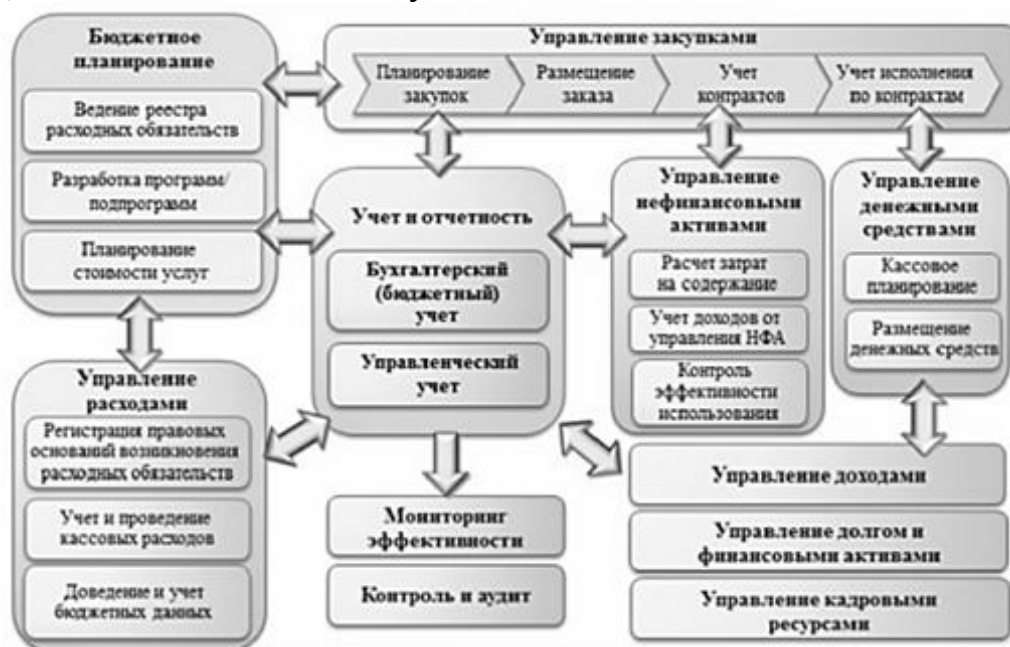 Бюджетное
планирование
Ведение реестра
расходных обязательств
Разработка программ/
подпрограмм
Планирование
стоимости услуг
Управление закупками
Планирование
закупок
Размещение
заказа
Учет
контрактов
Учет исполнения
по контрактам
Учет и отчетность
Бухгалтерский
(бюджетный)
учет
Управленческий
учет
Управление
нефинансовыми
активами
Расчет затрат
на содержание
Учет доходов от
управления НФА
Контроль
эффективности
использования
Управление
денежными
средствами
Кассовое
планирование
Размещение
денежных средств
Управление
расходами
Регистрация правовых
оснований возникновения
расходных обязательств
Учет и проведение
кассовых расходов
Доведение и учет
бюджетных данных
Мониторинг
эффективности
Контроль и аудит
Управление доходами
Управление долгом и
финансовыми активами
Управление кадровыми
ресурсами